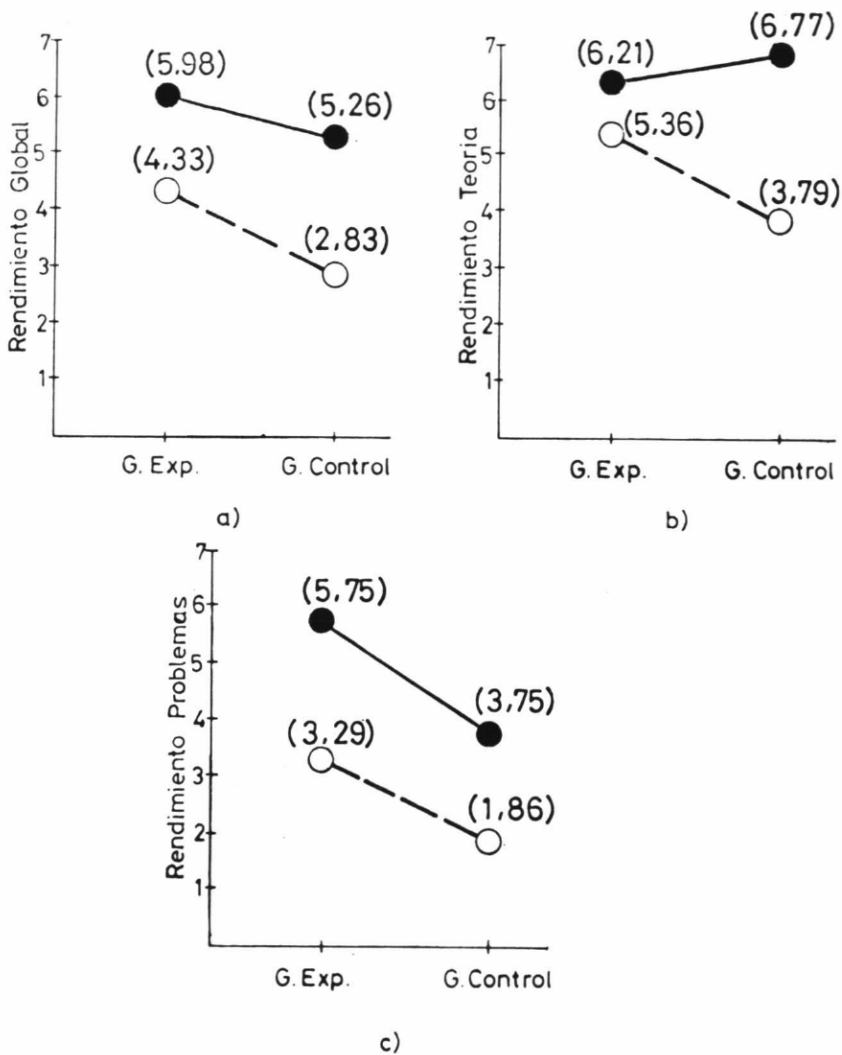 Rendimiento Global
7
6
5
4
3
2
1
(5,98)
(5,26)
(4,33)
(2,83)
G. Exp.
G. Control
a)
Rendimiento Teoria
7
6
5
4
3
2
1
(6,21)
(6,77)
(5,36)
(3,79)
G. Exp.
G. Control
b)
Rendimiento Problemas
7
6
5
4
3
2
1
(5,75)
(3,75)
(3,29)
(1,86)
G. Exp.
G. Control
c)